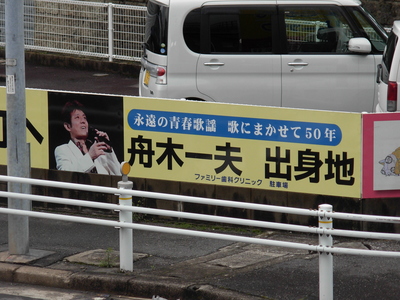 へ
永遠の青春歌謡 歌にまかせて50年
舟木一夫 出身地
ファミリー歯科クリニック 駐車場